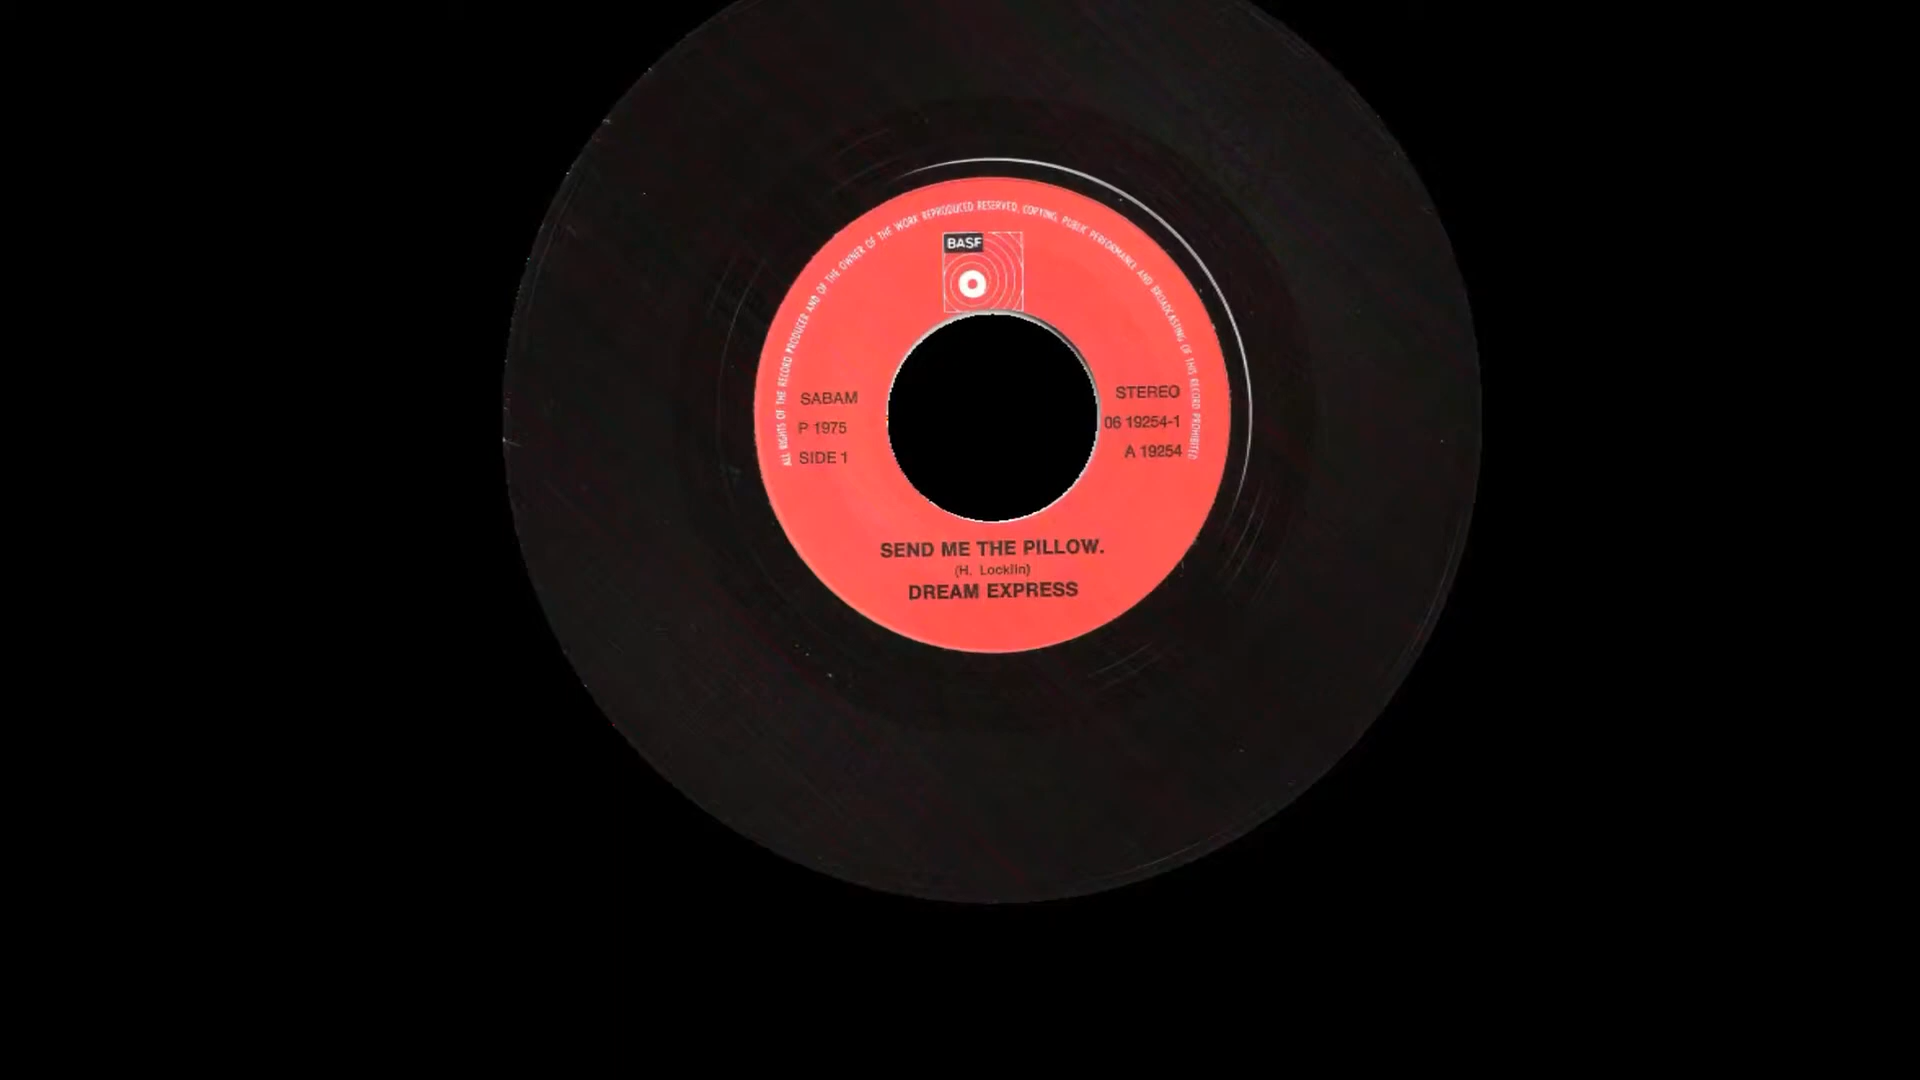 ALL RIGHTS OF THE RECORD PRODUCER AND OF THE OWNER OF THE WORK REPRODUCED RESERVED, COPYING, PUBLIC PERFORMANCE AND BROADCASTING OF THIS RECORD PROHIBITED
BASF
SABAM
P 1975
SIDE 1
STEREO
06 19254-1
A 19254
SEND ME THE PILLOW.
(H. Locklin)
DREAM EXPRESS